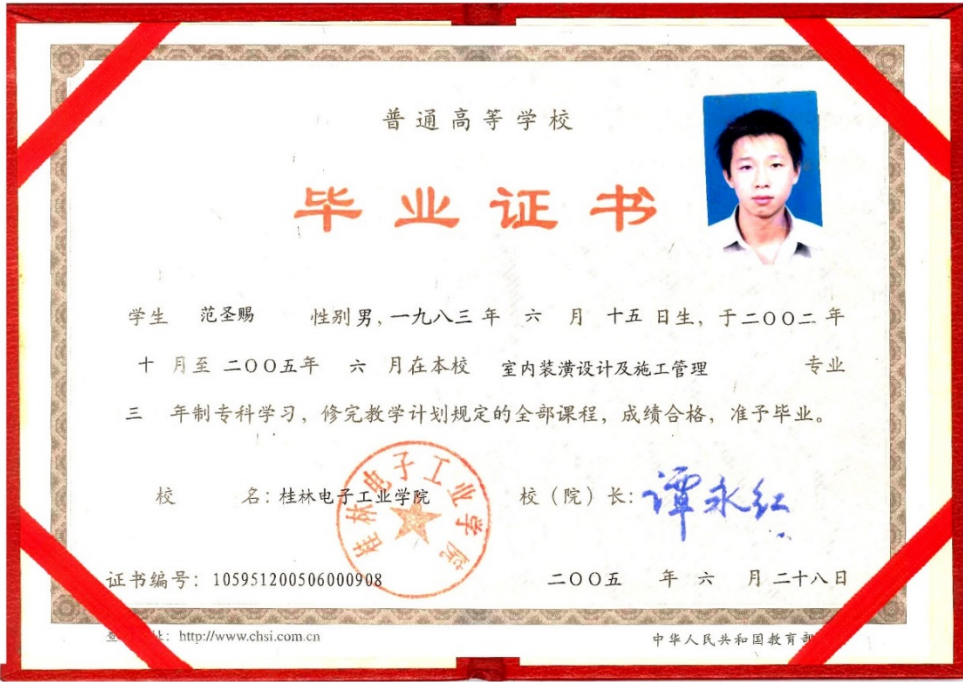 普通高等学校
毕业证书
学生 范圣赐 性别男，一九八三年 六 月 十五 日生，于二〇〇二年
十 月至 二〇〇五年 六 月在本校 室内装潢设计及施工管理 专业
三 年制专科学习，修完教学计划规定的全部课程，成绩合格，准予毕业。
校 名：桂林电子工业学院 校（院）长：谭永红
桂林电子工业学院
证书编号：105951200506000908 二〇〇五 年 六 月 二十八日
http://www.chsi.com.cn 中华人民共和国教育部